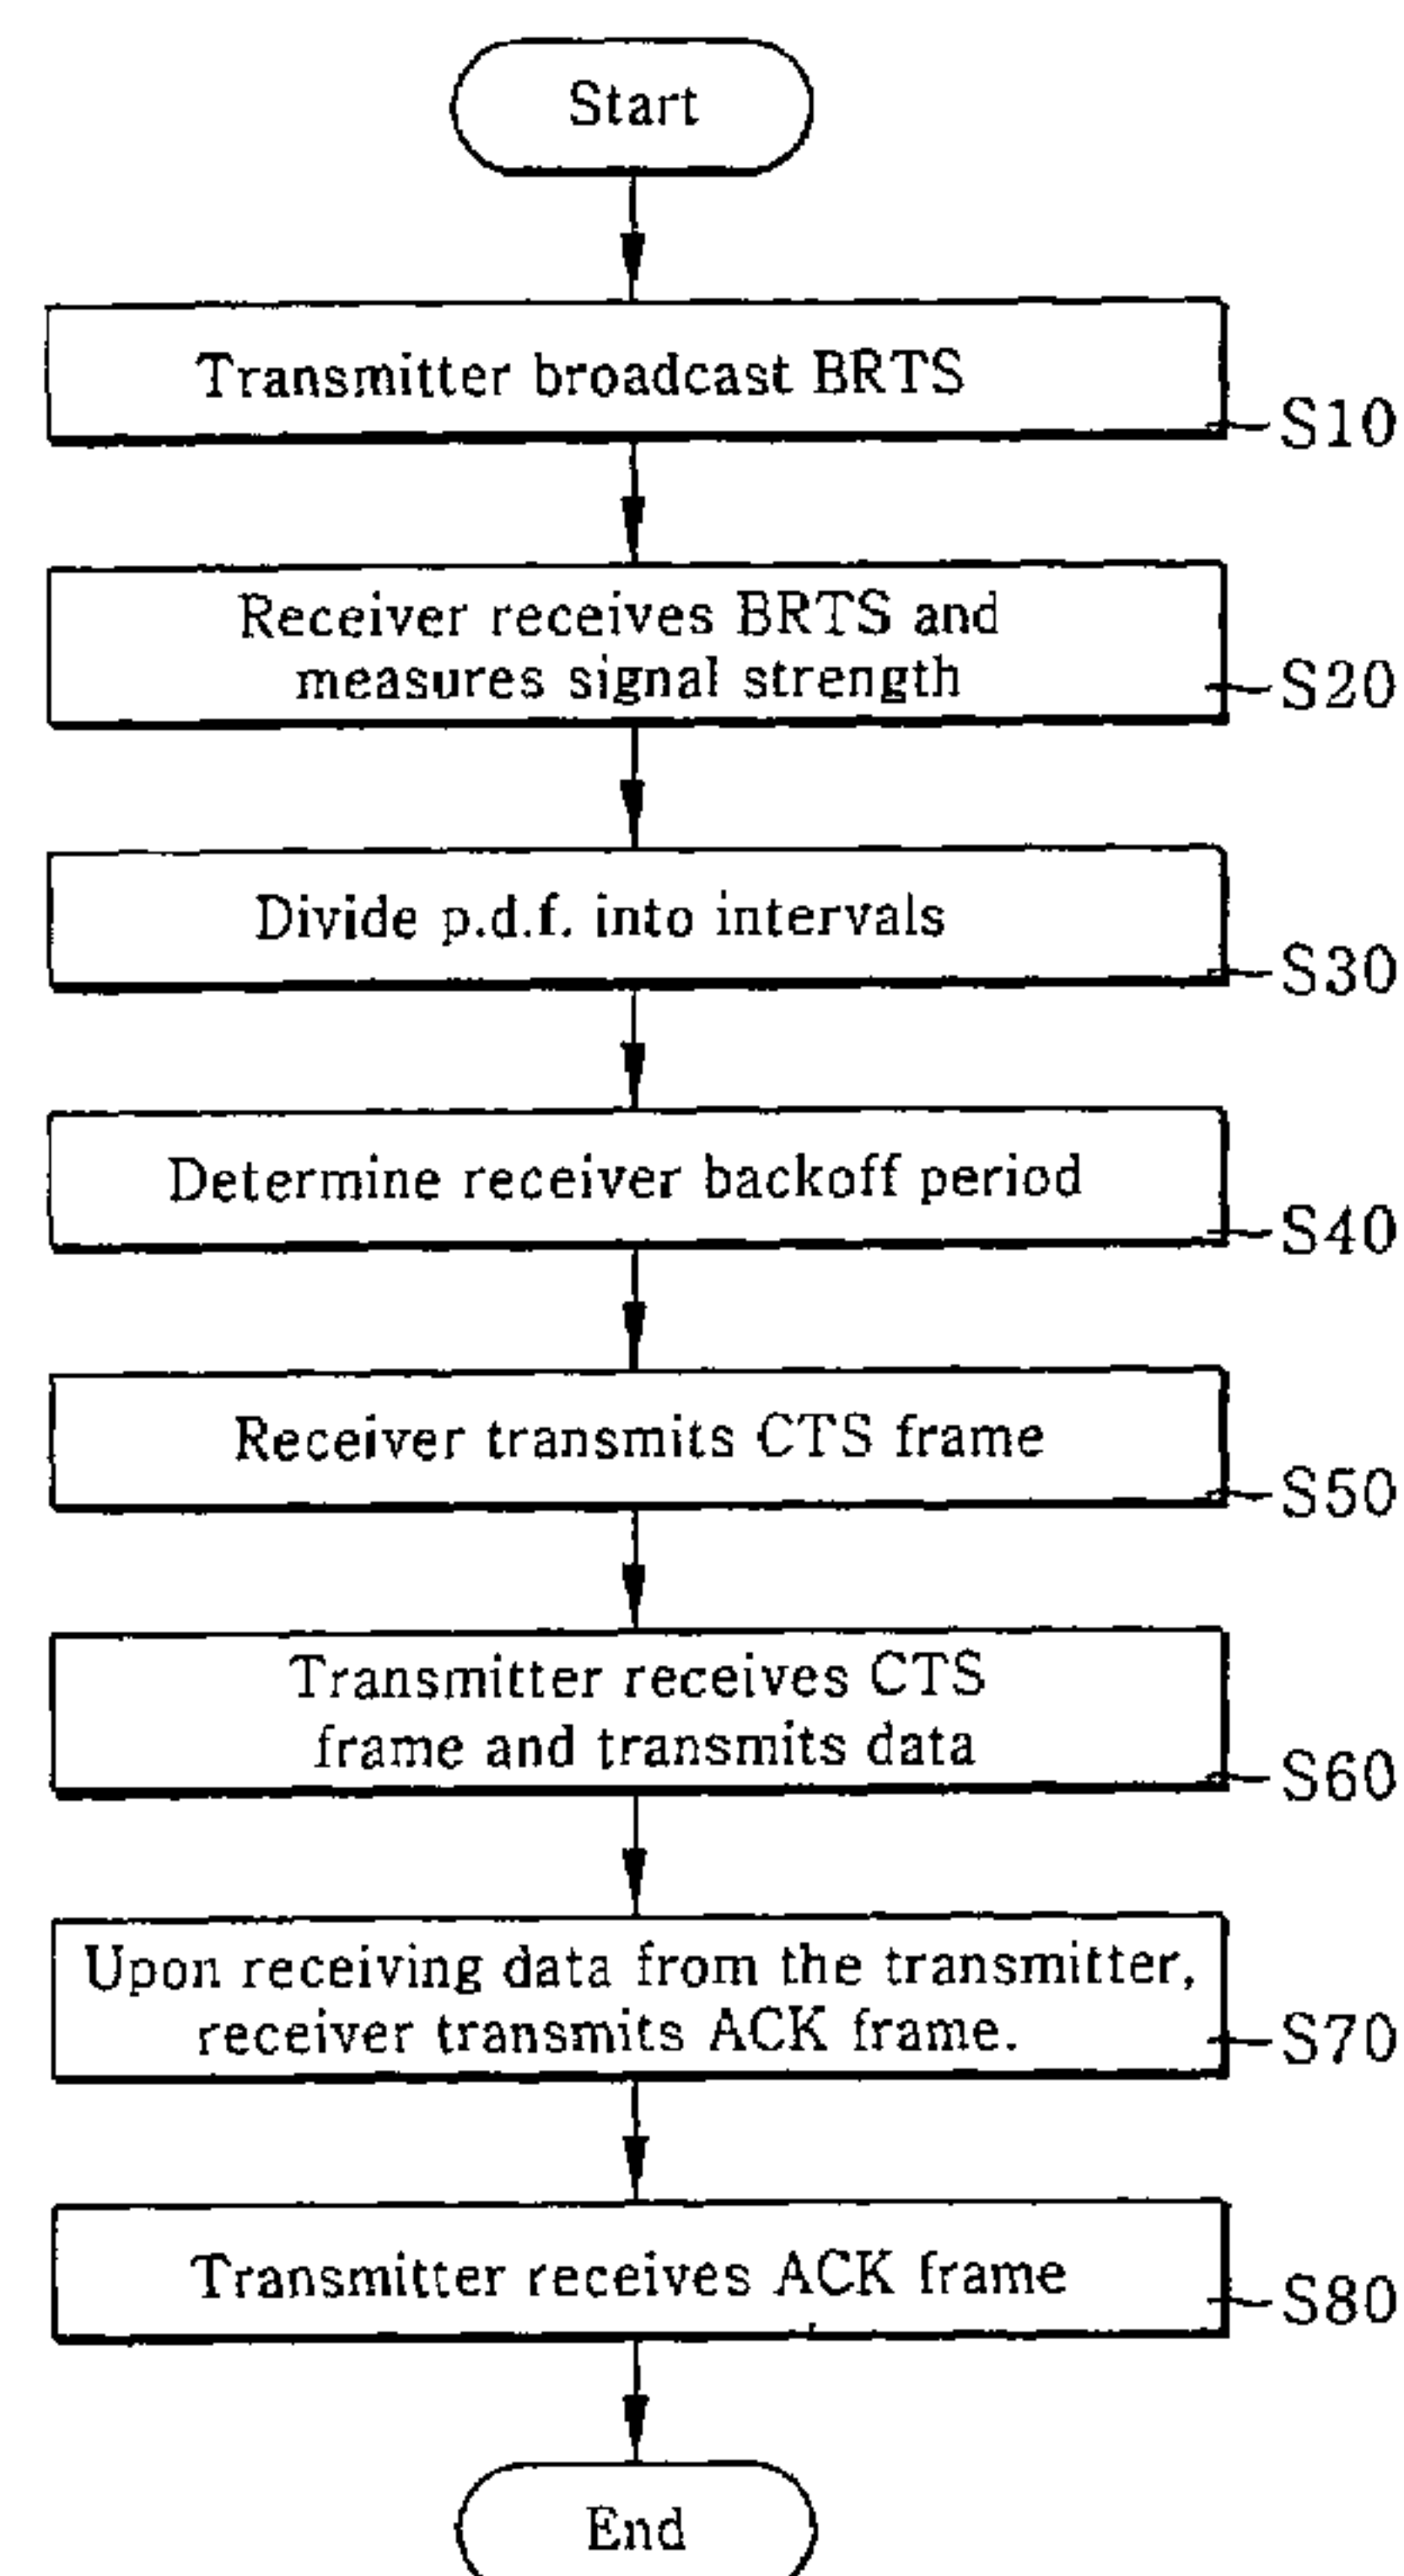 Start
Transmitter broadcast BRTS
S10
Receiver receives BRTS and
measures signal strength
S20
Divide p.d.f. into intervals
S30
Determine receiver backoff period
S40
Receiver transmits CTS frame
S50
Transmitter receives CTS
frame and transmits data
S60
Upon receiving data from the transmitter,
receiver transmits ACK frame.
S70
Transmitter receives ACK frame
S80
End